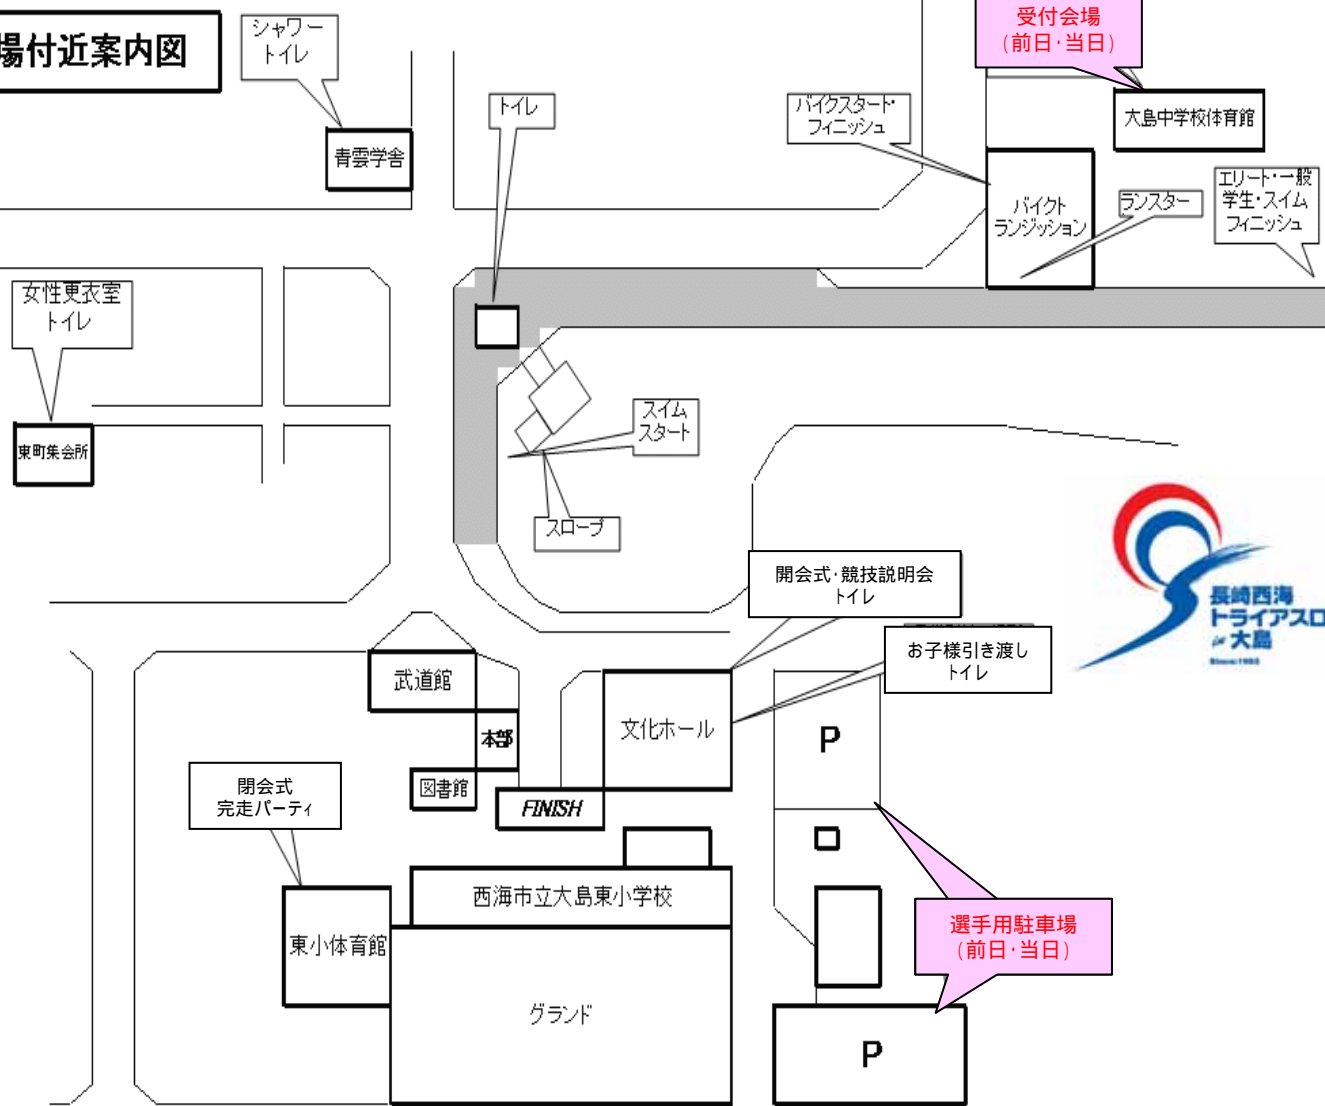 場付近案内図
シャワー
トイレ
青雲学舎
トイレ
バイクスタート・
フィニッシュ
受付会場
(前日・当日)
大島中学校体育館
バイクト
ランジッション
ランスター
エリート・一般
学生・スイム
フィニッシュ
女性更衣室
トイレ
東町集会所
スイム
スタート
スロープ
開会式・競技説明会
トイレ
お子様引き渡し
トイレ
長崎西海
トライアスロ
in 大島
Since 1992
武道館
本部
図書館
文化ホール
FINISH
P
閉会式
完走パーティ
西海市立大島東小学校
東小体育館
グランド
選手用駐車場
(前日・当日)
P